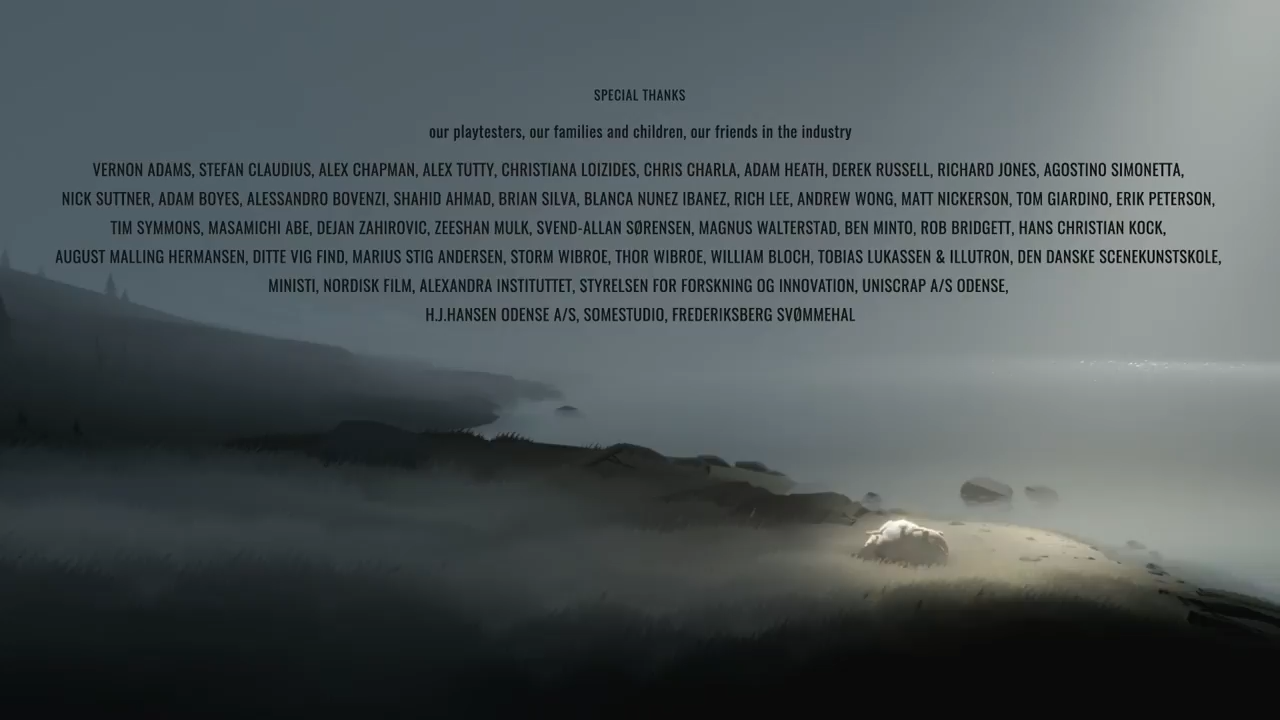 SPECIAL THANKS
our playtesters, our families and children, our friends in the industry
VERNON ADAMS, STEFAN CLAUDIUS, ALEX CHAPMAN, ALEX TUTTY, CHRISTIANA LOIZIDES, CHRIS CHARLA, ADAM HEATH, DEREK RUSSELL, RICHARD JONES, AGOSTINO SIMONETTA,
NICK SUTTNER, ADAM BOYES, ALESSANDRO BOVENZI, SHAHID AHMAD, BRIAN SILVA, BLANCA NUNEZ IBANEZ, RICH LEE, ANDREW WONG, MATT NICKERSON, TOM GIARDINO, ERIK PETERSON,
TIM SYMMONS, MASAMICHI ABE, DEJAN ZAHIROVIC, ZEESHAN MULK, SVEND-ALLAN SØRENSEN, MAGNUS WALTERSTAD, BEN MINTO, ROB BRIDGETT, HANS CHRISTIAN KOCK,
AUGUST MALLING HERMANSEN, DITTE VIG FIND, MARIUS STIG ANDERSEN, STORM WIBROE, THOR WIBROE, WILLIAM BLOCH, TOBIAS LUKASSEN & ILLUTRON, DEN DANSKE SCENEKUNSTSKOLE,
MINISTI, NORDISK FILM, ALEXANDRA INSTITUTTET, STYRELSEN FOR FORSKNING OG INNOVATION, UNISCRAP A/S ODENSE,
H.J.HANSEN ODENSE A/S, SOMESTUDIO, FREDERIKSBERG SVØMMEHAL